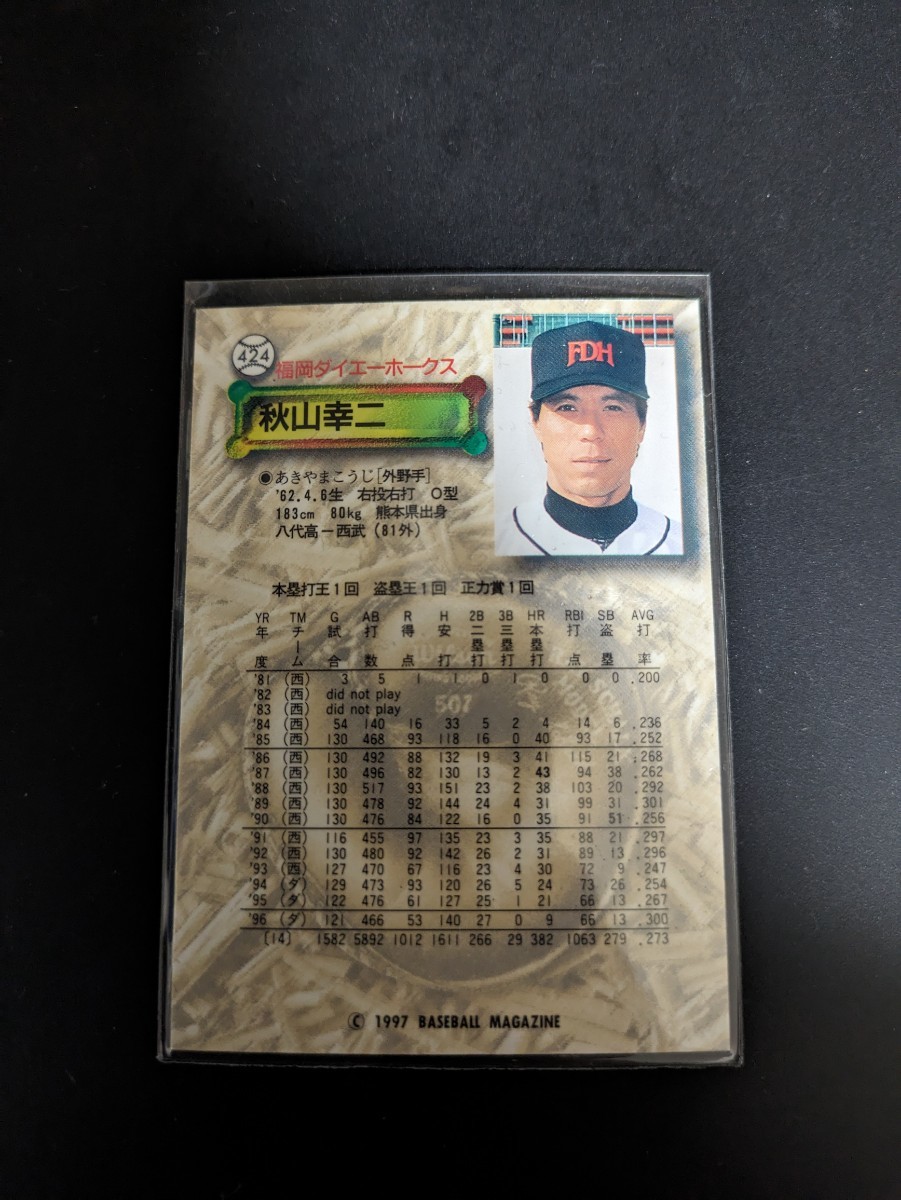 424
福岡ダイエーホークス
FDH
秋山幸二
●あきやまこうじ[外野手]
'62.4.6生 右投右打 O型
183cm 80kg 熊本県出身
八代高ー西武(81外)
本塁打王1回 盗塁王1回 正力賞1回
YR TM G AB R H 2B 3B HR RBI SB AVG
年度 チーム 試合 打数 得点 安打 二塁打 三塁打 本塁打 打点 盗塁 打率
'81 (西) 3 5 1 1 0 1 0 0 0 .200
'82 (西) did not play
'83 (西) did not play
'84 (西) 54 140 16 33 5 2 4 14 6 .236
'85 (西) 130 468 93 118 16 0 40 93 17 .252
'86 (西) 130 492 88 132 19 3 41 115 21 .268
'87 (西) 130 496 82 130 13 2 43 94 38 .262
'88 (西) 130 517 93 151 23 2 38 103 20 .292
'89 (西) 130 478 92 144 24 4 31 99 31 .301
'90 (西) 130 476 84 122 16 0 35 91 51 .256
'91 (西) 116 455 97 135 23 3 35 88 21 .297
'92 (西) 130 480 92 142 26 2 31 89 13 .296
'93 (西) 127 470 67 116 23 4 30 72 9 .247
'94 (ダ) 129 473 93 120 26 5 24 73 26 .254
'95 (ダ) 122 476 61 127 25 1 21 66 13 .267
'96 (ダ) 121 466 53 140 27 0 9 66 13 .300
[14] 1582 5892 1012 1611 266 29 382 1063 279 .273
507
© 1997 BASEBALL MAGAZINE